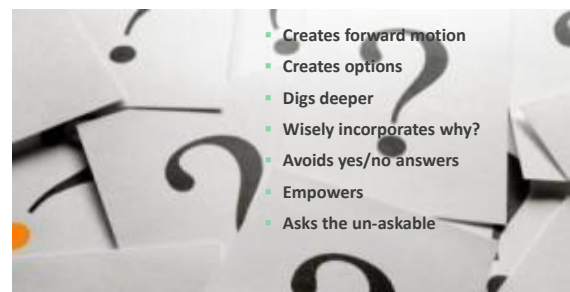 Creates forward motion
Creates options
Digs deeper
Wisely incorporates why?
Avoids yes/no answers
Empowers
Asks the un-askable